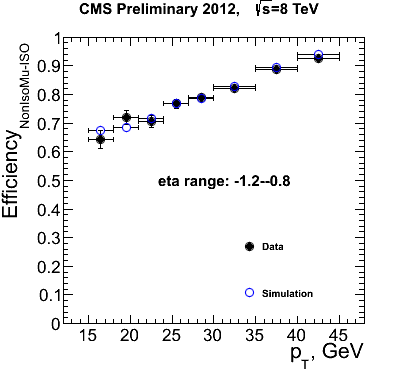 CMS Preliminary 2012, √s=8 TeV
Efficiency NonIsoMu-ISO
1
0.9
0.8
0.7
0.6
0.5
0.4
0.3
0.2
0.1
0
eta range: -1.2--0.8
Data
Simulation
15 20 25 30 35 40 45
p_T, GeV